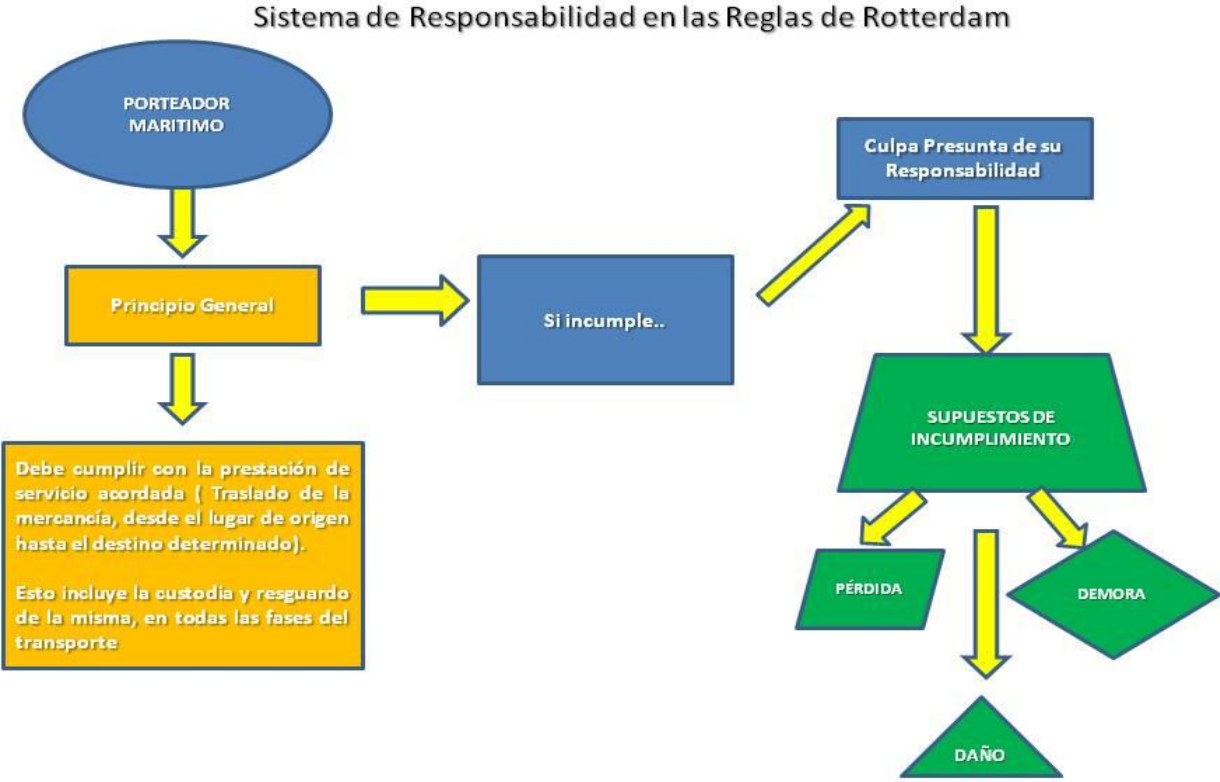 Sistema de Responsabilidad en las Reglas de Rotterdam
PORTEADOR
MARITIMO
Principio General
Debe cumplir con la prestación de
servicio acordada ( Traslado de la
mercancía, desde el lugar de origen
hasta el destino determinado).
Esto incluye la custodia y resguardo
de la misma, en todas las fases del
transporte
Si incumple..
Culpa Presunta de su
Responsabilidad
SUPUESTOS DE
INCUMPLIMIENTO
PÉRDIDA
DEMORA
DAÑO